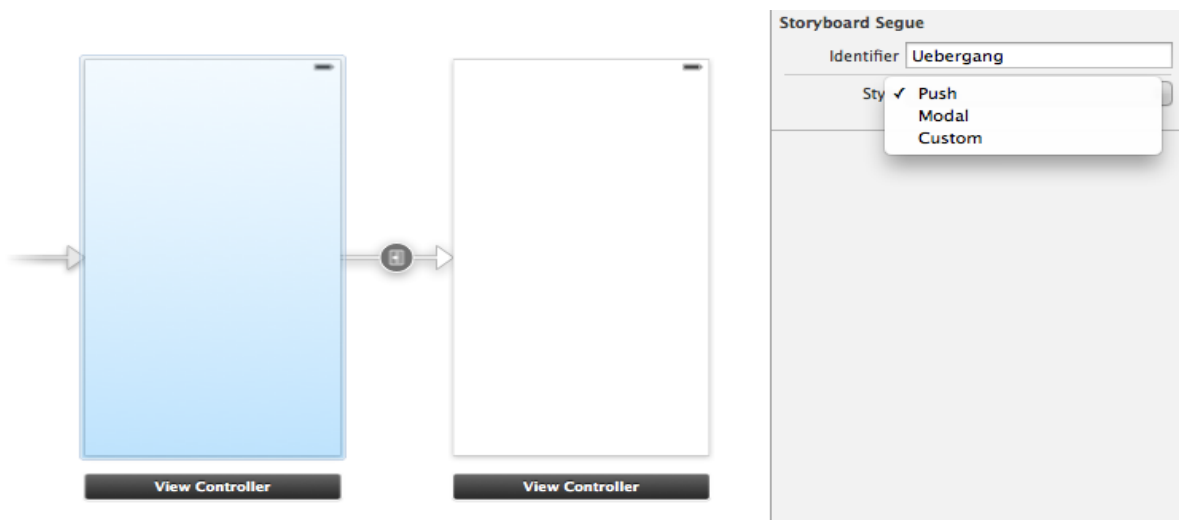 Storyboard Segue
Identifier Uebergang
Sty ✓ Push
Modal
Custom
View Controller
View Controller